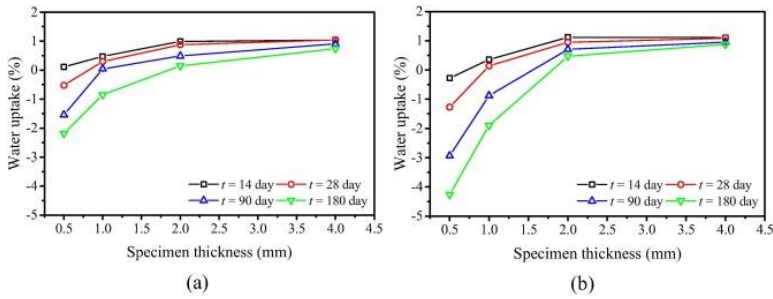 2
1
0
-1
-2
-3
-4
-5
Water uptake (%)
t = 14 day
t = 28 day
t = 90 day
t = 180 day
0.5 1.0 1.5 2.0 2.5 3.0 3.5 4.0 4.5
Specimen thickness (mm)
(a)
2
1
0
-1
-2
-3
-4
-5
Water uptake (%)
t = 14 day
t = 28 day
t = 90 day
t = 180 day
0.5 1.0 1.5 2.0 2.5 3.0 3.5 4.0 4.5
Specimen thickness (mm)
(b)